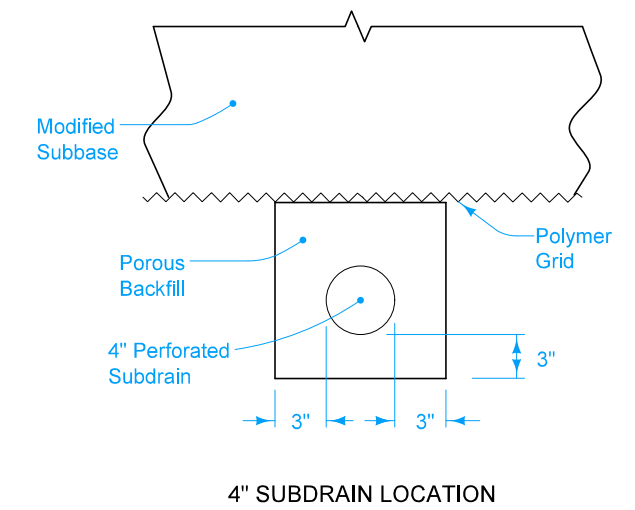 Modified
Subbase
Polymer
Grid
Porous
Backfill
4" Perforated
Subdrain
3"
3"
3"
4" SUBDRAIN LOCATION